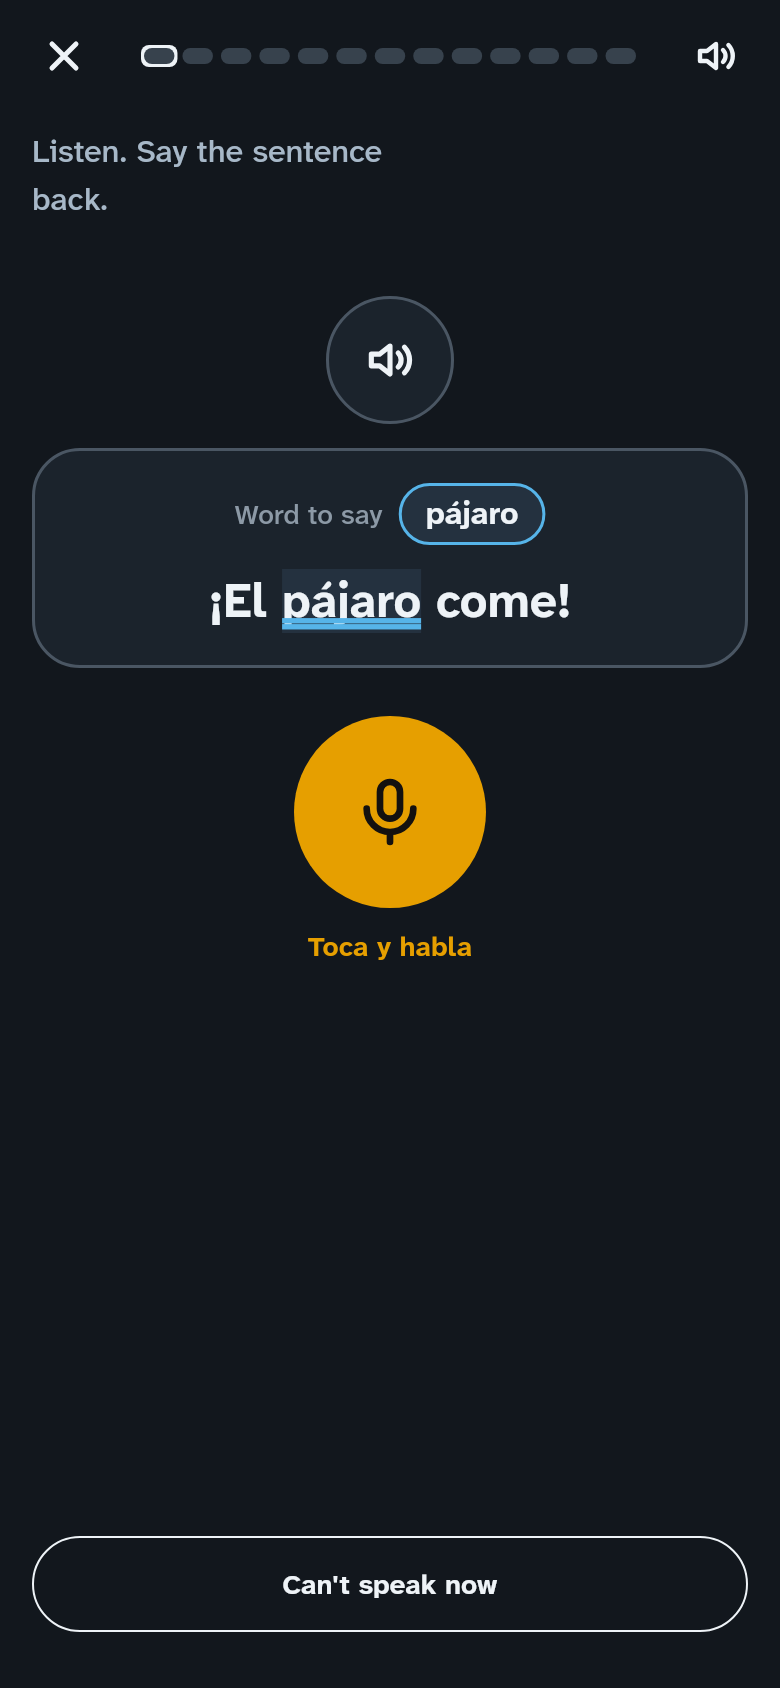 Listen. Say the sentence
back.
Word to say pájaro
¡El pájaro come!
Toca y habla
Can't speak now